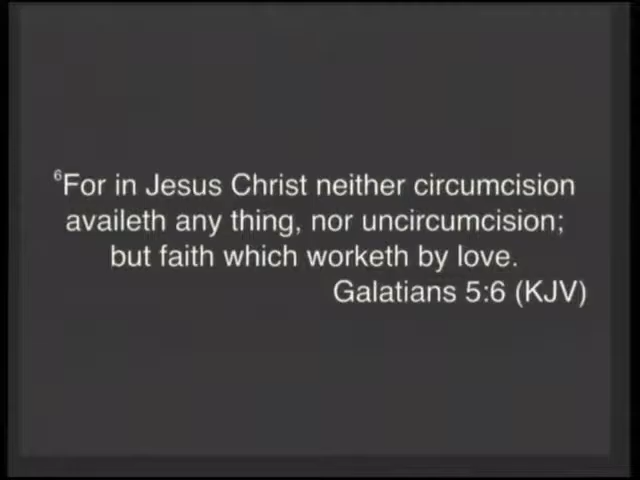 ⁶For in Jesus Christ neither circumcision
availeth any thing, nor uncircumcision;
but faith which worketh by love.
Galatians 5:6 (KJV)